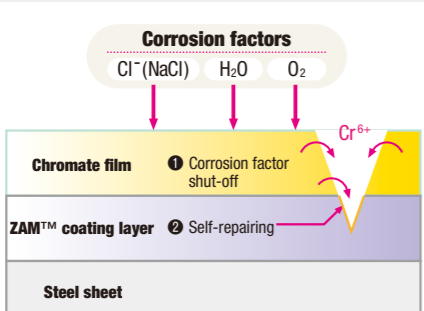 Corrosion factors
Cl⁻(NaCl) H₂O O₂
Cr⁶⁺
Chromate film ❶ Corrosion factor
shut-off
ZAM™ coating layer ❷ Self-repairing
Steel sheet